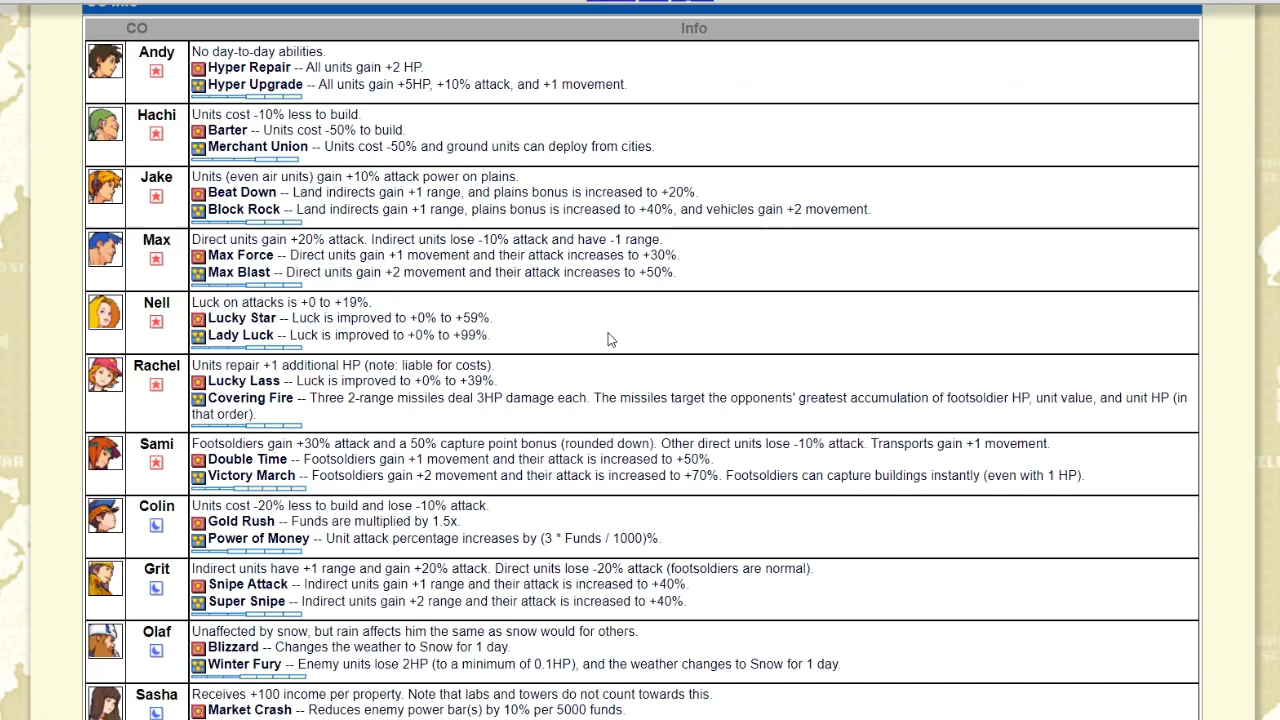 CO Info
Andy No day-to-day abilities.
Hyper Repair -- All units gain +2 HP.
Hyper Upgrade -- All units gain +5HP, +10% attack, and +1 movement.
Hachi Units cost -10% less to build.
Barter -- Units cost -50% to build.
Merchant Union -- Units cost -50% and ground units can deploy from cities.
Jake Units (even air units) gain +10% attack power on plains.
Beat Down -- Land indirects gain +1 range, and plains bonus is increased to +20%.
Block Rock -- Land indirects gain +1 range, plains bonus is increased to +40%, and vehicles gain +2 movement.
Max Direct units gain +20% attack. Indirect units lose -10% attack and have -1 range.
Max Force -- Direct units gain +1 movement and their attack increases to +30%.
Max Blast -- Direct units gain +2 movement and their attack increases to +50%.
Nell Luck on attacks is +0 to +19%.
Lucky Star -- Luck is improved to +0% to +59%.
Lady Luck -- Luck is improved to +0% to +99%.
Rachel Units repair +1 additional HP (note: liable for costs).
Lucky Lass -- Luck is improved to +0% to +39%.
Covering Fire -- Three 2-range missiles deal 3HP damage each. The missiles target the opponents' greatest accumulation of footsoldier HP, unit value, and unit HP (in
that order).
Sami Footsoldiers gain +30% attack and a 50% capture point bonus (rounded down). Other direct units lose -10% attack. Transports gain +1 movement.
Double Time -- Footsoldiers gain +1 movement and their attack is increased to +50%.
Victory March -- Footsoldiers gain +2 movement and their attack is increased to +70%. Footsoldiers can capture buildings instantly (even with 1 HP).
Colin Units cost -20% less to build and lose -10% attack.
Gold Rush -- Funds are multiplied by 1.5x.
Power of Money -- Unit attack percentage increases by (3 * Funds / 1000)%.
Grit Indirect units have +1 range and gain +20% attack. Direct units lose -20% attack (footsoldiers are normal).
Snipe Attack -- Indirect units gain +1 range and their attack is increased to +40%.
Super Snipe -- Indirect units gain +2 range and their attack is increased to +40%.
Olaf Unaffected by snow, but rain affects him the same as snow would for others.
Blizzard -- Changes the weather to Snow for 1 day.
Winter Fury -- Enemy units lose 2HP (to a minimum of 0.1HP), and the weather changes to Snow for 1 day.
Sasha Receives +100 income per property. Note that labs and towers do not count towards this.
Market Crash -- Reduces enemy power bar(s) by 10% per 5000 funds.